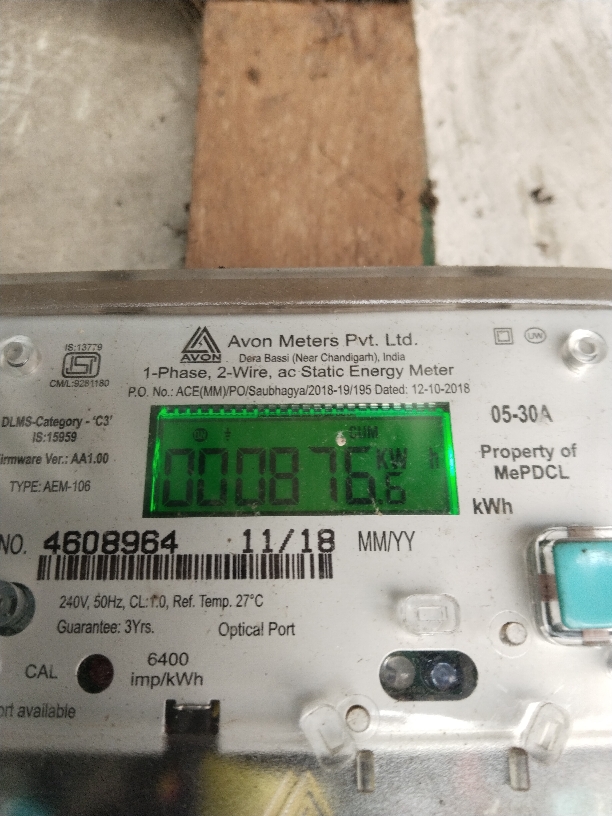 IS:13779
ISI
CM/L:9281180
AVON
Avon Meters Pvt. Ltd.
Dera Bassi (Near Chandigarh), India
1-Phase, 2-Wire, ac Static Energy Meter
P.O. No.: ACE(MM)/PO/Saubhagya/2018-19/195 Dated: 12-10-2018
UW
DLMS-Category - 'C3'
IS:15959
irmware Ver.: AA1.00
TYPE: AEM-106
SUM
000876.6 KW h
05-30A
Property of
MePDCL
kWh
NO. 4608964 11/18 MM/YY
240V, 50Hz, CL:1.0, Ref. Temp. 27°C
Guarantee: 3Yrs. Optical Port
CAL
6400
imp/kWh
ort available